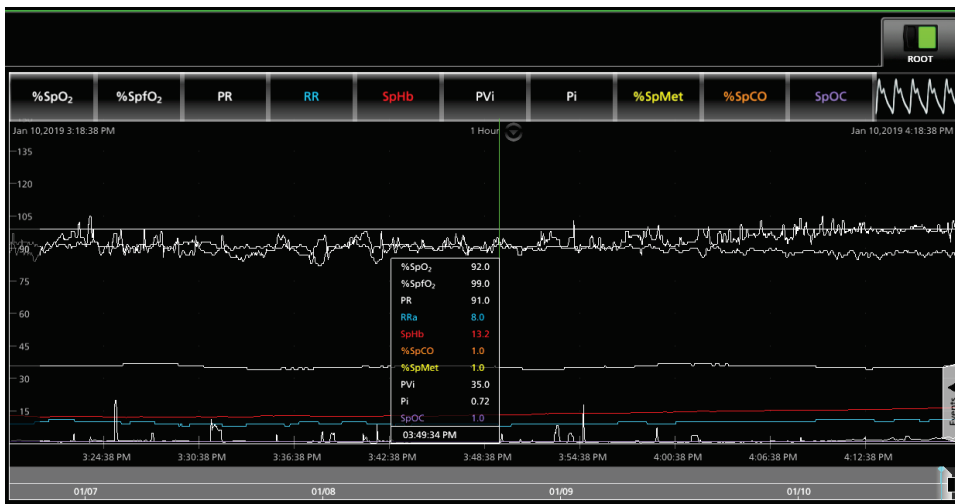 ROOT
%SpO₂ %SpfO₂ PR RR SpHb PVi Pi %SpMet %SpCO SpOC
Jan 10,2019 3:18:38 PM 1 Hour Jan 10,2019 4:18:38 PM
135
120
105
90
75
60
45
30
15
%SpO₂ 92.0
%SpfO₂ 99.0
PR 91.0
RRa 8.0
SpHb 13.2
%SpCO 1.0
%SpMet 1.0
PVi 35.0
Pi 0.72
SpOC 1.0
03:49:34 PM
Events
3:24:38 PM 3:30:38 PM 3:36:38 PM 3:42:38 PM 3:48:38 PM 3:54:38 PM 4:00:38 PM 4:06:38 PM 4:12:38 PM
01/07 01/08 01/09 01/10